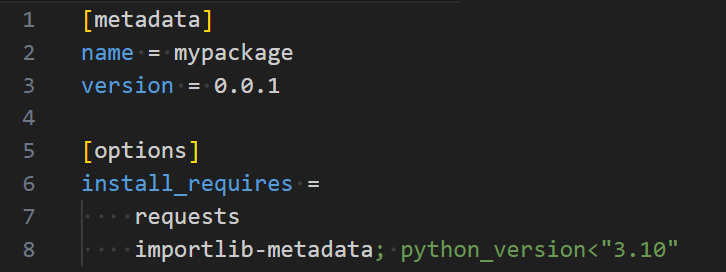 1 [metadata]
2 name = mypackage
3 version = 0.0.1
4
5 [options]
6 install_requires =
7     requests
8     importlib-metadata; python_version<"3.10"